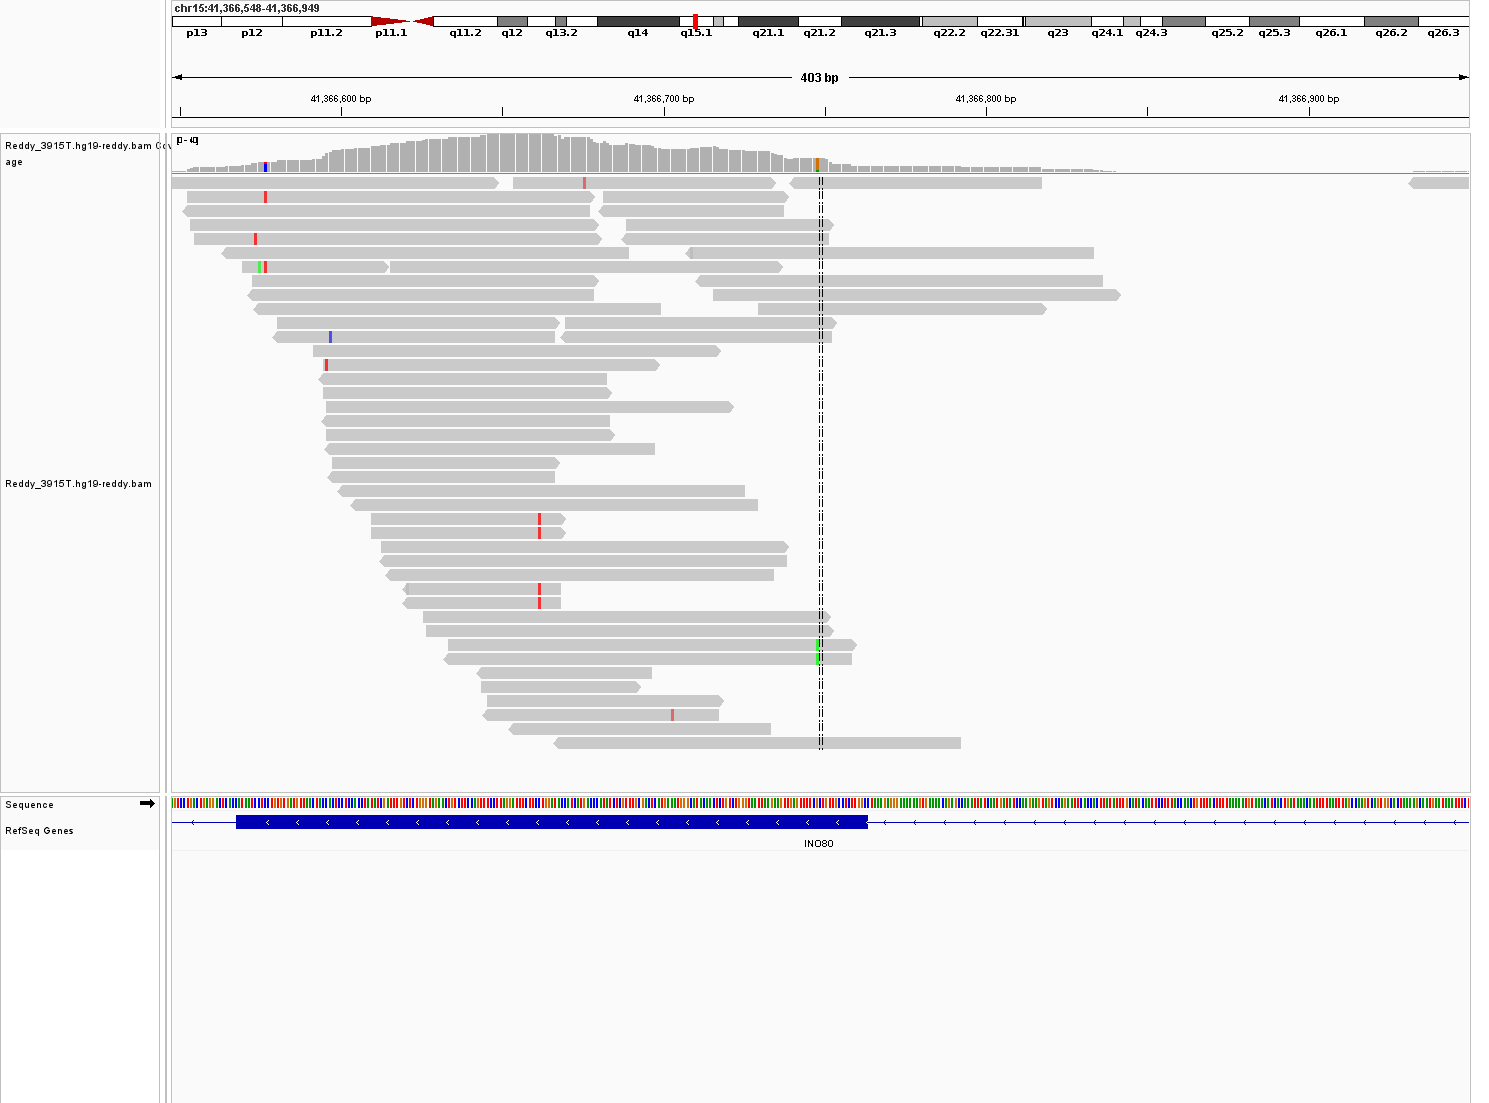 chr15:41,366,548-41,366,949
p13 p12 p11.2 p11.1 q11.2 q12 q13.2 q14 q15.1 q21.1 q21.2 q21.3 q22.2 q22.31 q23 q24.1 q24.3 q25.2 q25.3 q26.1 q26.2 q26.3
403 bp
41,366,600 bp 41,366,700 bp 41,366,800 bp 41,366,900 bp
Reddy_3915T.hg19-reddy.bam Cov
age
Reddy_3915T.hg19-reddy.bam
Sequence
RefSeq Genes
INO80